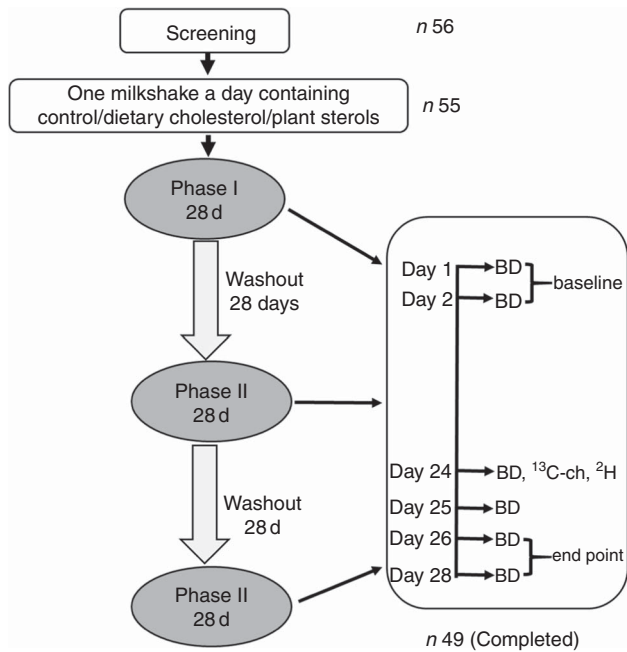 Screening
n 56
One milkshake a day containing
control/dietary cholesterol/plant sterols
n 55
Phase I
28 d
Washout
28 days
Phase II
28 d
Washout
28 d
Phase II
28 d
Day 1
BD
Day 2
BD
baseline
Day 24
BD, ¹³C-ch, ²H
Day 25
BD
Day 26
BD
Day 28
BD
end point
n 49 (Completed)